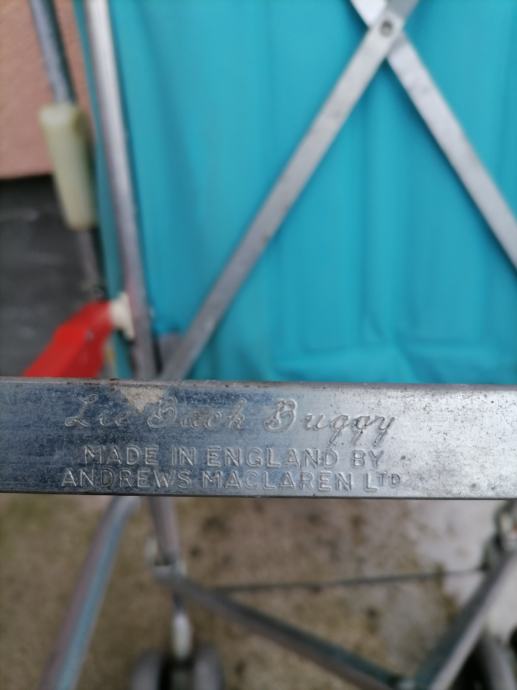 Lie Back Buggy
MADE IN ENGLAND BY
ANDREWS MACLAREN LTD